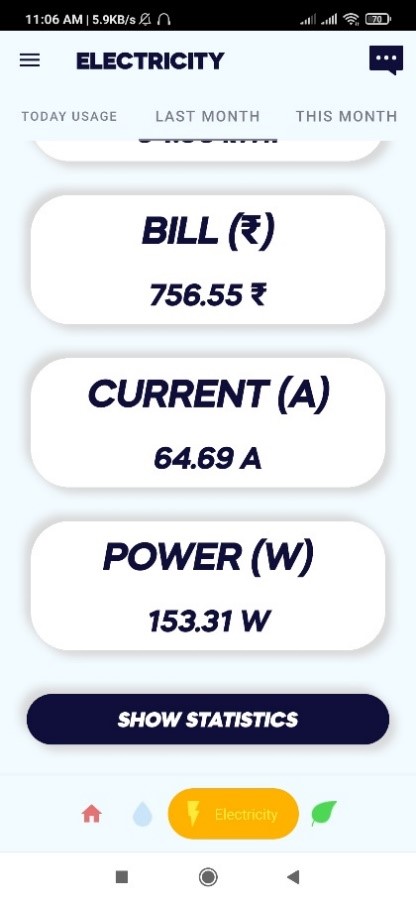 11:06 AM | 5.9KB/s
70
ELECTRICITY
TODAY USAGE LAST MONTH THIS MONTH
BILL (₹)
756.55 ₹
CURRENT (A)
64.69 A
POWER (W)
153.31 W
SHOW STATISTICS
Electricity